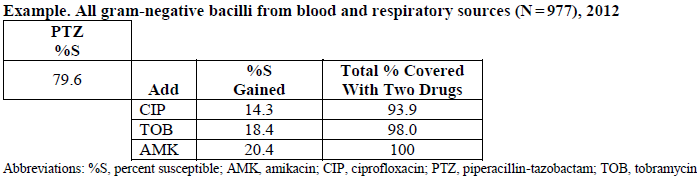 Example. All gram-negative bacilli from blood and respiratory sources (N = 977), 2012
PTZ
%S
79.6
Add %S Gained Total % Covered With Two Drugs
CIP 14.3 93.9
TOB 18.4 98.0
AMK 20.4 100
Abbreviations: %S, percent susceptible; AMK, amikacin; CIP, ciprofloxacin; PTZ, piperacillin-tazobactam; TOB, tobramycin